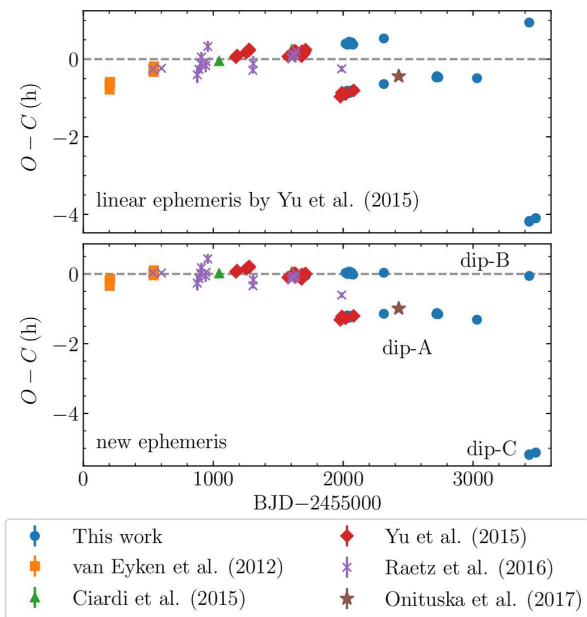 0
−2
−4
O − C (h)
linear ephemeris by Yu et al. (2015)
0
−2
−4
O − C (h)
dip-B
dip-A
dip-C
new ephemeris
0 1000 2000 3000
BJD−2455000
This work
van Eyken et al. (2012)
Ciardi et al. (2015)
Yu et al. (2015)
Raetz et al. (2016)
Onituska et al. (2017)